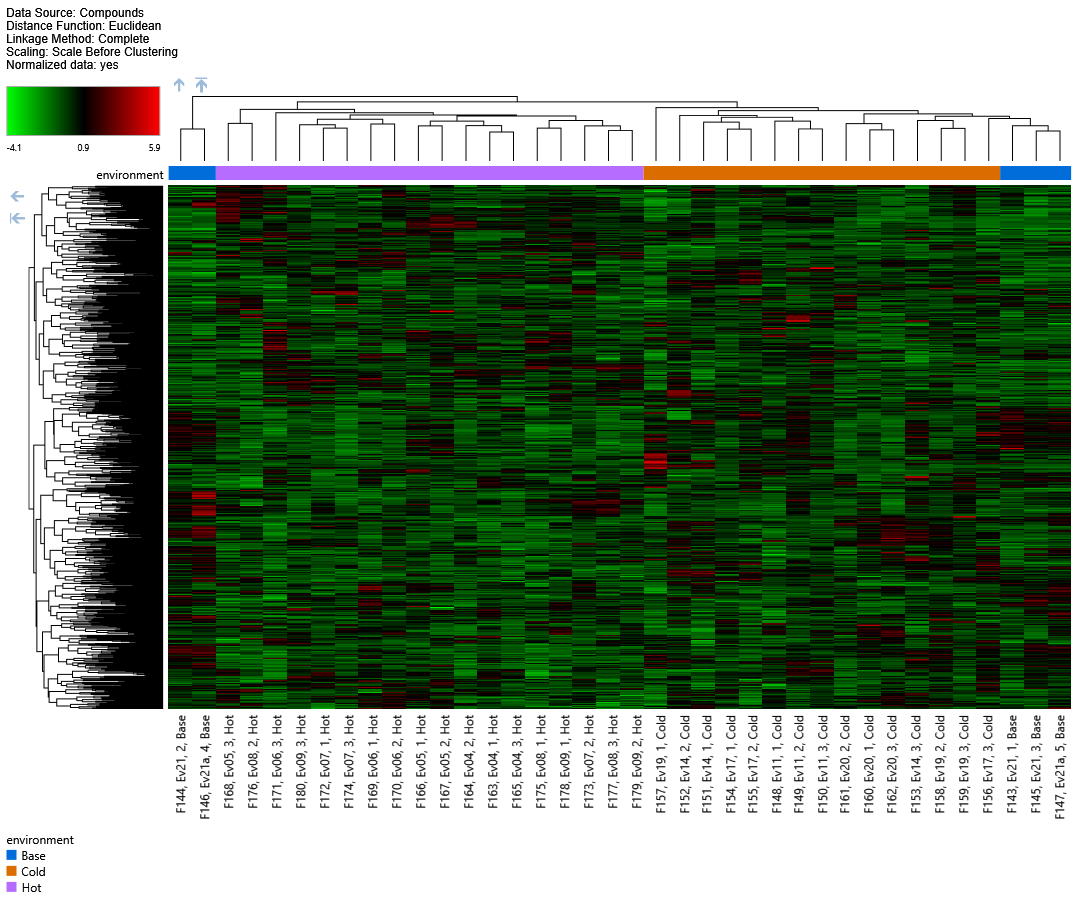 Data Source: Compounds
Distance Function: Euclidean
Linkage Method: Complete
Scaling: Scale Before Clustering
Normalized data: yes
-4.1 0.9 5.9
environment
F144, Ev21, 2, Base
F146, Ev21a, 4, Base
F168, Ev05, 3, Hot
F176, Ev08, 2, Hot
F171, Ev06, 3, Hot
F180, Ev09, 3, Hot
F172, Ev07, 1, Hot
F174, Ev07, 3, Hot
F169, Ev06, 1, Hot
F170, Ev06, 2, Hot
F166, Ev05, 1, Hot
F167, Ev05, 2, Hot
F164, Ev04, 2, Hot
F163, Ev04, 1, Hot
F165, Ev04, 3, Hot
F175, Ev08, 1, Hot
F178, Ev09, 1, Hot
F173, Ev07, 2, Hot
F177, Ev08, 3, Hot
F179, Ev09, 2, Hot
F157, Ev19, 1, Cold
F152, Ev14, 2, Cold
F151, Ev14, 1, Cold
F154, Ev17, 1, Cold
F155, Ev17, 2, Cold
F148, Ev11, 1, Cold
F149, Ev11, 2, Cold
F150, Ev11, 3, Cold
F161, Ev20, 2, Cold
F160, Ev20, 1, Cold
F162, Ev20, 3, Cold
F153, Ev14, 3, Cold
F158, Ev19, 2, Cold
F159, Ev19, 3, Cold
F156, Ev17, 3, Cold
F143, Ev21, 1, Base
F145, Ev21, 3, Base
F147, Ev21a, 5, Base
environment
Base
Cold
Hot